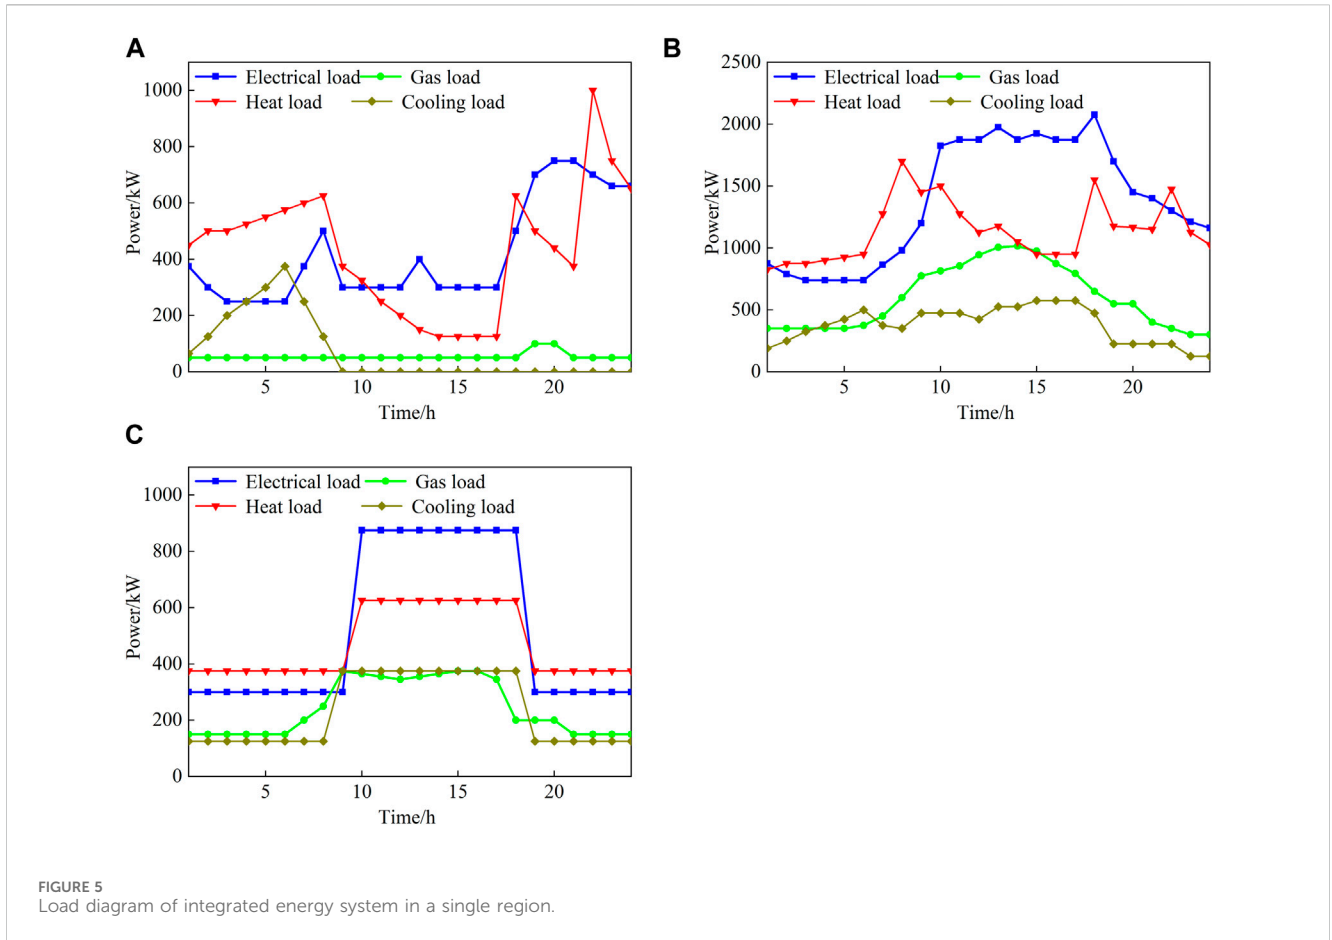 A
Electrical load
Gas load
Heat load
Cooling load
1000
800
600
400
200
0
Power/kW
5
10
15
20
Time/h
B
Electrical load
Gas load
Heat load
Cooling load
2500
2000
1500
1000
500
0
Power/kW
5
10
15
20
Time/h
C
Electrical load
Gas load
Heat load
Cooling load
1000
800
600
400
200
0
Power/kW
5
10
15
20
Time/h
FIGURE 5
Load diagram of integrated energy system in a single region.